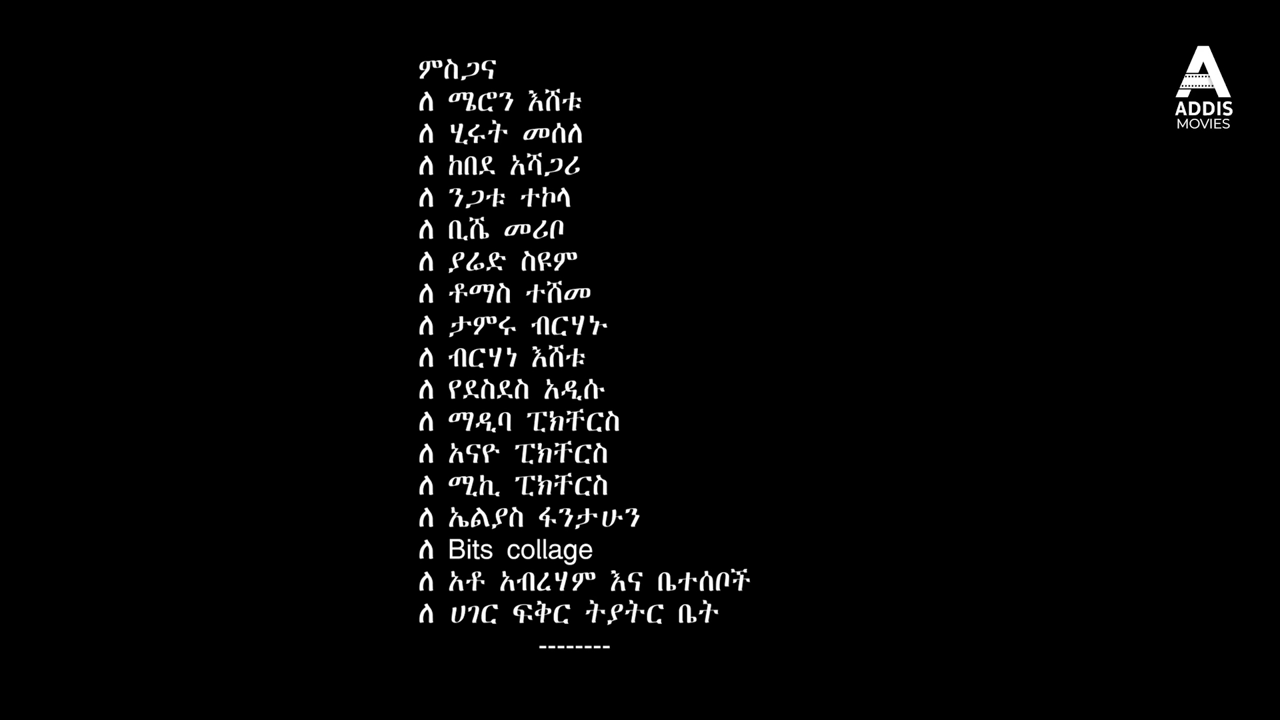 ምስጋና
ለ ሜሮን እሸቱ
ለ ሂሩት መሰለ
ለ ከበደ አሻጋሪ
ለ ንጋቱ ተኮላ
ለ ቢሼ መሪቦ
ለ ያሬድ ስዩም
ለ ቶማስ ተሸመ
ለ ታምሩ ብርሃኑ
ለ ብርሃነ እሸቱ
ለ የደስደስ አዲሱ
ለ ማዲባ ፒክቸርስ
ለ አናዮ ፒክቸርስ
ለ ሚኪ ፒክቸርስ
ለ ኤልያስ ፋንታሁን
ለ Bits collage
ለ አቶ አብረሃም እና ቤተሰቦች
ለ ሀገር ፍቅር ትያትር ቤት
--------
ADDIS
MOVIES